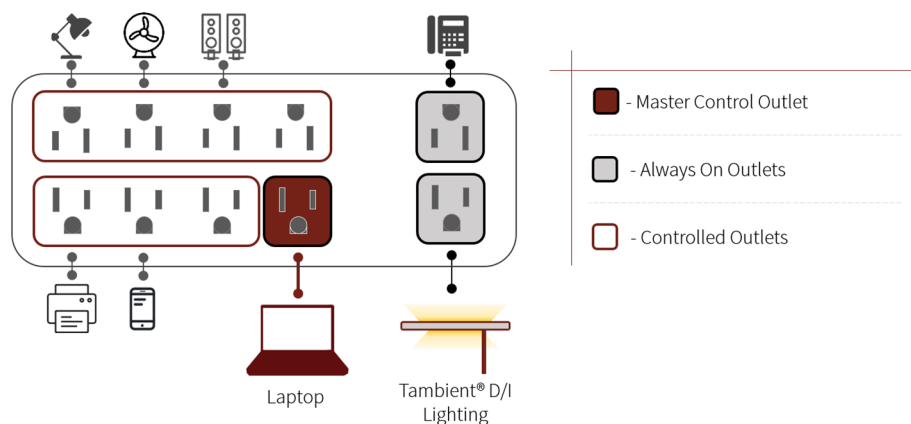 - Master Control Outlet
- Always On Outlets
- Controlled Outlets
Laptop
Tambient® D/I
Lighting